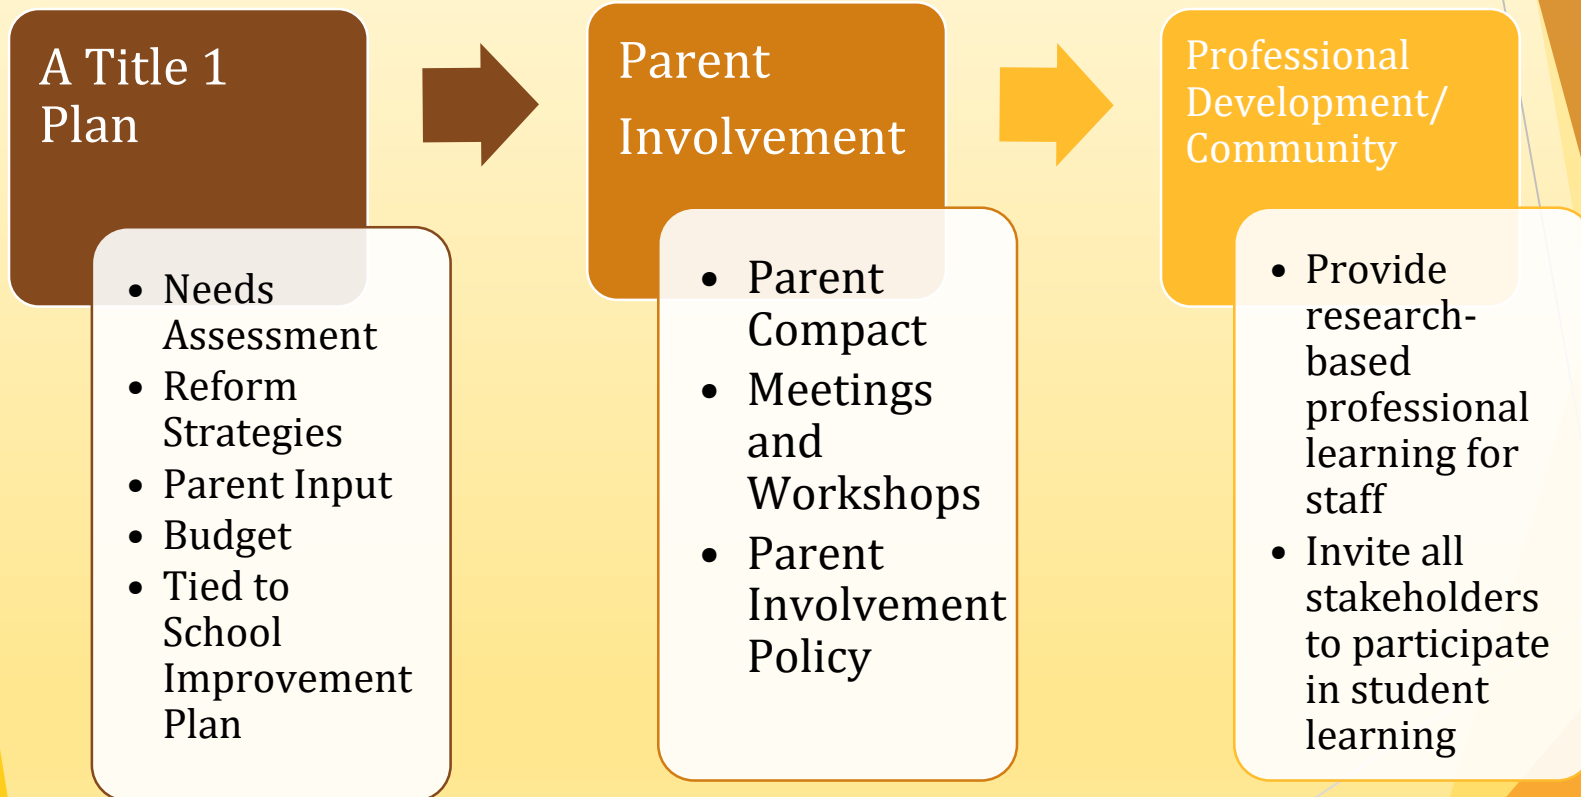 A Title 1
Plan
• Needs
Assessment
• Reform
Strategies
• Parent Input
• Budget
• Tied to
School
Improvement
Plan
Parent
Involvement
• Parent
Compact
• Meetings
and
Workshops
• Parent
Involvement
Policy
Professional
Development/
Community
• Provide
research-
based
professional
learning for
staff
• Invite all
stakeholders
to participate
in student
learning